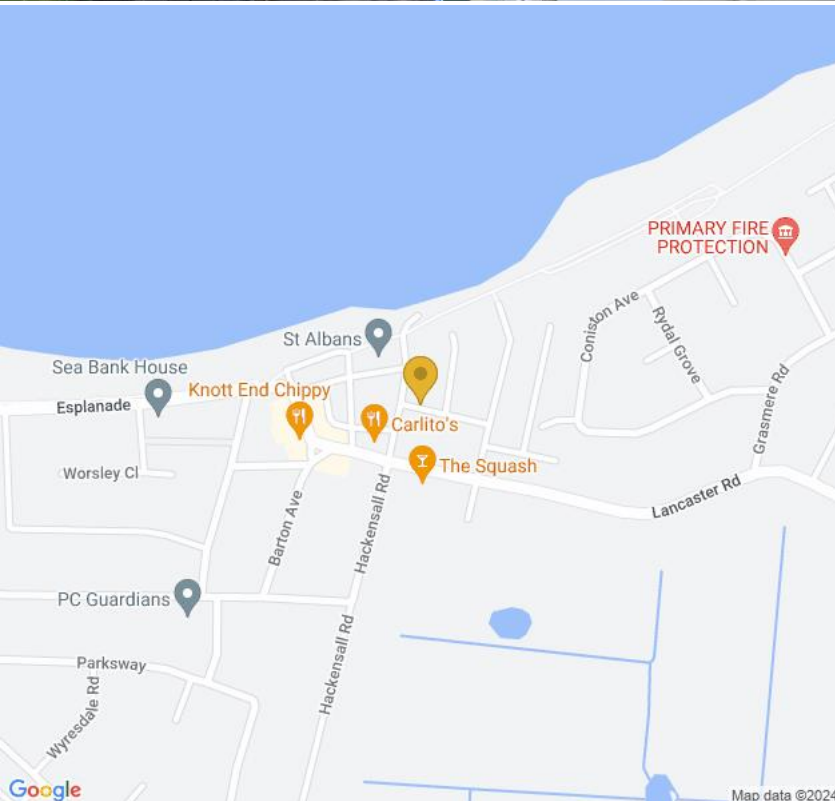 PRIMARY FIRE
PROTECTION
Coniston Ave
Rydal Grove
St Albans
Sea Bank House
Knott End Chippy
Esplanade
Carlito's
Grasmere Rd
The Squash
Worsley Cl
Lancaster Rd
Barton Ave
Hackensall Rd
PC Guardians
Hackensall Rd
Parksway
Wyresdale Rd
Google
Map data ©2024